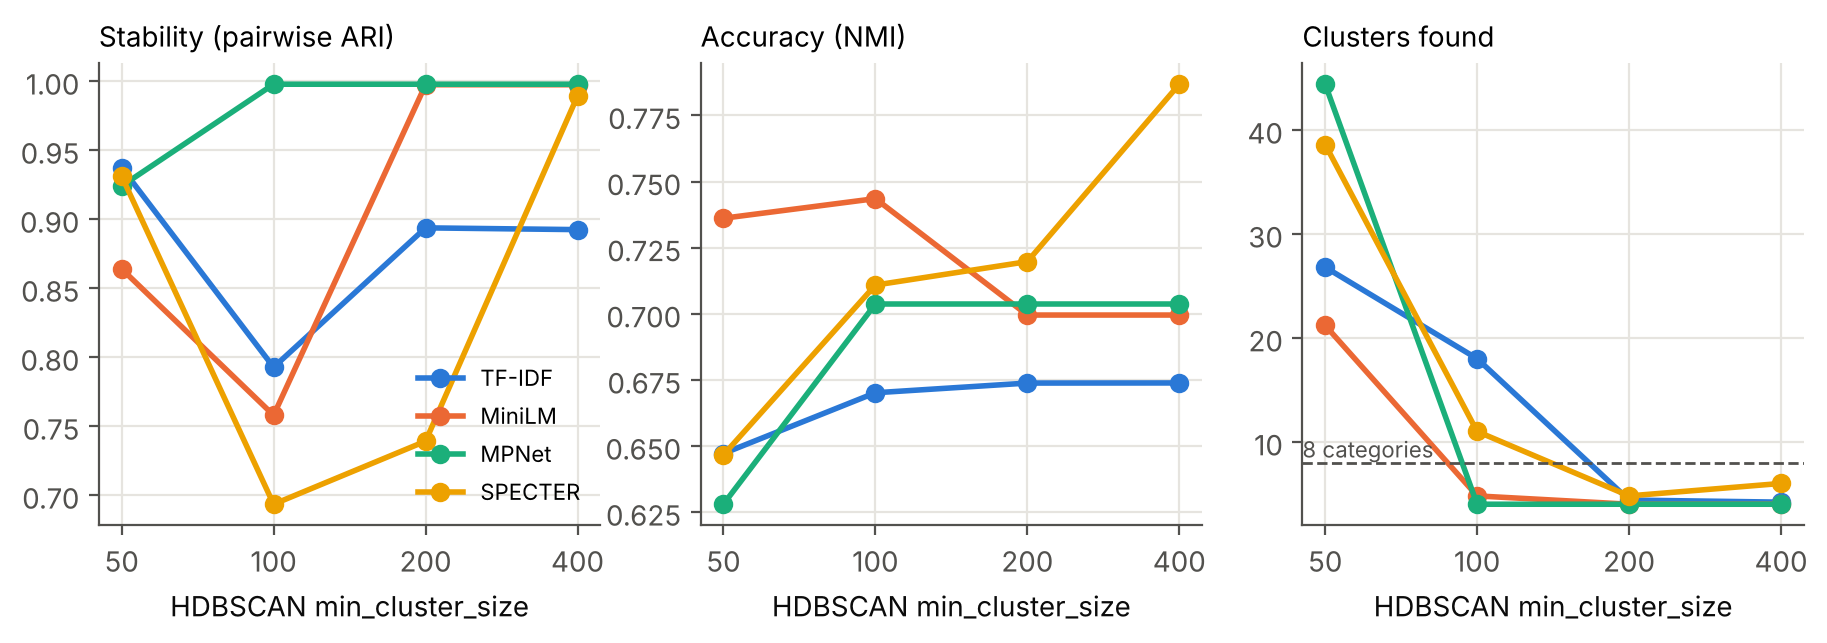 Stability (pairwise ARI)
1.00
0.95
0.90
0.85
0.80
0.75
0.70
TF-IDF
MiniLM
MPNet
SPECTER
50 100 200 400
HDBSCAN min_cluster_size
Accuracy (NMI)
0.775
0.750
0.725
0.700
0.675
0.650
0.625
50 100 200 400
HDBSCAN min_cluster_size
Clusters found
40
30
20
10
8 categories
50 100 200 400
HDBSCAN min_cluster_size